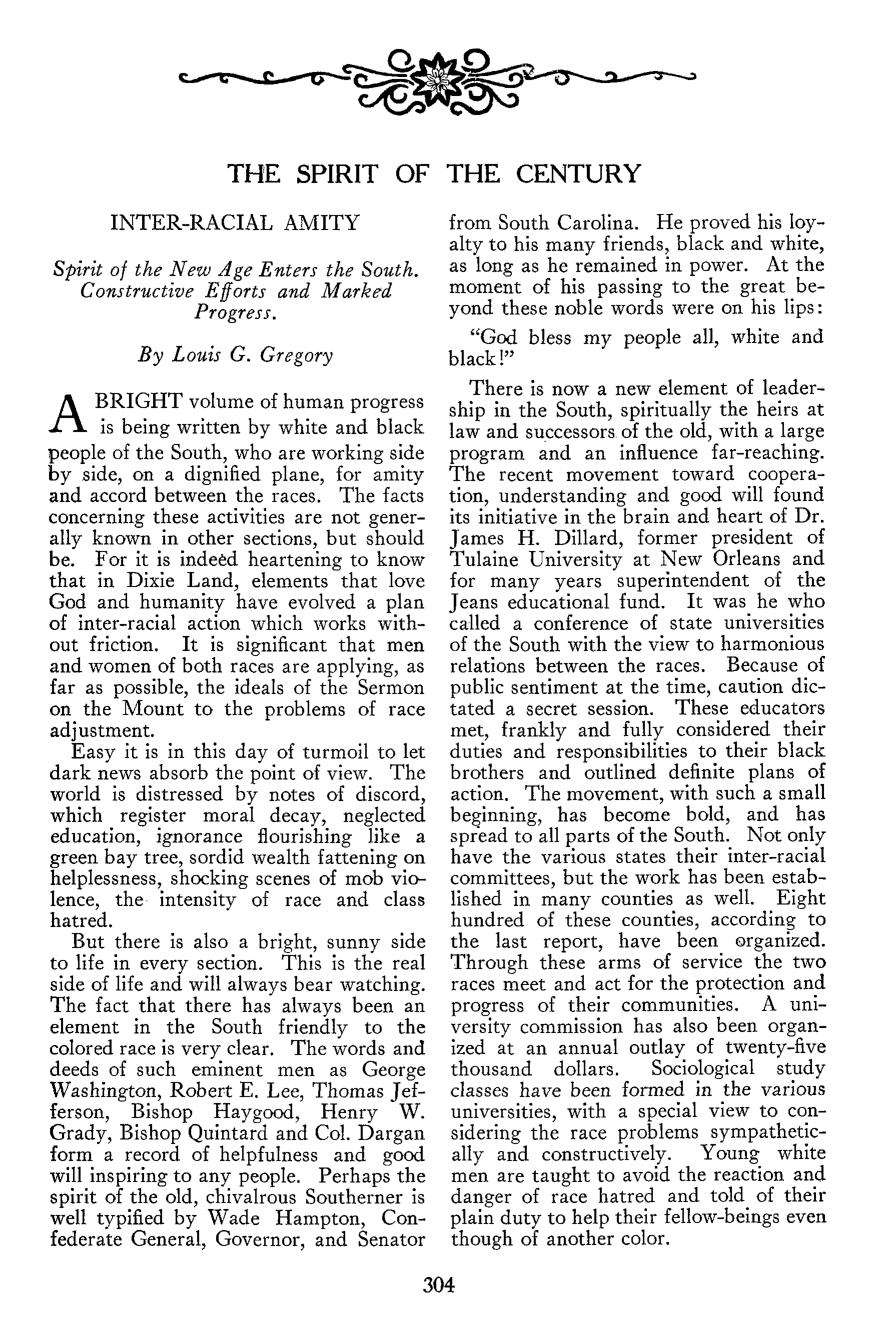 THE SPIRIT OF THE CENTURY
INTER-RACIAL AMITY
Spirit of the New Age Enters the South.
Constructive Efforts and Marked
Progress.
By Louis G. Gregory
A BRIGHT volume of human progress
is being written by white and black
people of the South, who are working side
by side, on a dignified plane, for amity
and accord between the races. The facts
concerning these activities are not gener-
ally known in other sections, but should
be. For it is indeed heartening to know
that in Dixie Land, elements that love
God and humanity have evolved a plan
of inter-racial action which works with-
out friction. It is significant that men
and women of both races are applying, as
far as possible, the ideals of the Sermon
on the Mount to the problems of race
adjustment.
Easy it is in this day of turmoil to let
dark news absorb the point of view. The
world is distressed by notes of discord,
which register moral decay, neglected
education, ignorance flourishing like a
green bay tree, sordid wealth fattening on
helplessness, shocking scenes of mob vio-
lence, the intensity of race and class
hatred.
But there is also a bright, sunny side
to life in every section. This is the real
side of life and will always bear watching.
The fact that there has always been an
element in the South friendly to the
colored race is very clear. The words and
deeds of such eminent men as George
Washington, Robert E. Lee, Thomas Jef-
ferson, Bishop Haygood, Henry W.
Grady, Bishop Quintard and Col. Dargan
form a record of helpfulness and good
will inspiring to any people. Perhaps the
spirit of the old, chivalrous Southerner is
well typified by Wade Hampton, Con-
federate General, Governor, and Senator
from South Carolina. He proved his loy-
alty to his many friends, black and white,
as long as he remained in power. At the
moment of his passing to the great be-
yond these noble words were on his lips:
"God bless my people all, white and
black!"
There is now a new element of leader-
ship in the South, spiritually the heirs at
law and successors of the old, with a large
program and an influence far-reaching.
The recent movement toward coopera-
tion, understanding and good will found
its initiative in the brain and heart of Dr.
James H. Dillard, former president of
Tulaine University at New Orleans and
for many years superintendent of the
Jeans educational fund. It was he who
called a conference of state universities
of the South with the view to harmonious
relations between the races. Because of
public sentiment at the time, caution dic-
tated a secret session. These educators
met, frankly and fully considered their
duties and responsibilities to their black
brothers and outlined definite plans of
action. The movement, with such a small
beginning, has become bold, and has
spread to all parts of the South. Not only
have the various states their inter-racial
committees, but the work has been estab-
lished in many counties as well. Eight
hundred of these counties, according to
the last report, have been organized.
Through these arms of service the two
races meet and act for the protection and
progress of their communities. A uni-
versity commission has also been organ-
ized at an annual outlay of twenty-five
thousand dollars. Sociological study
classes have been formed in the various
universities, with a special view to con-
sidering the race problems sympathetic-
ally and constructively. Young white
men are taught to avoid the reaction and
danger of race hatred and told of their
plain duty to help their fellow-beings even
though of another color.
304